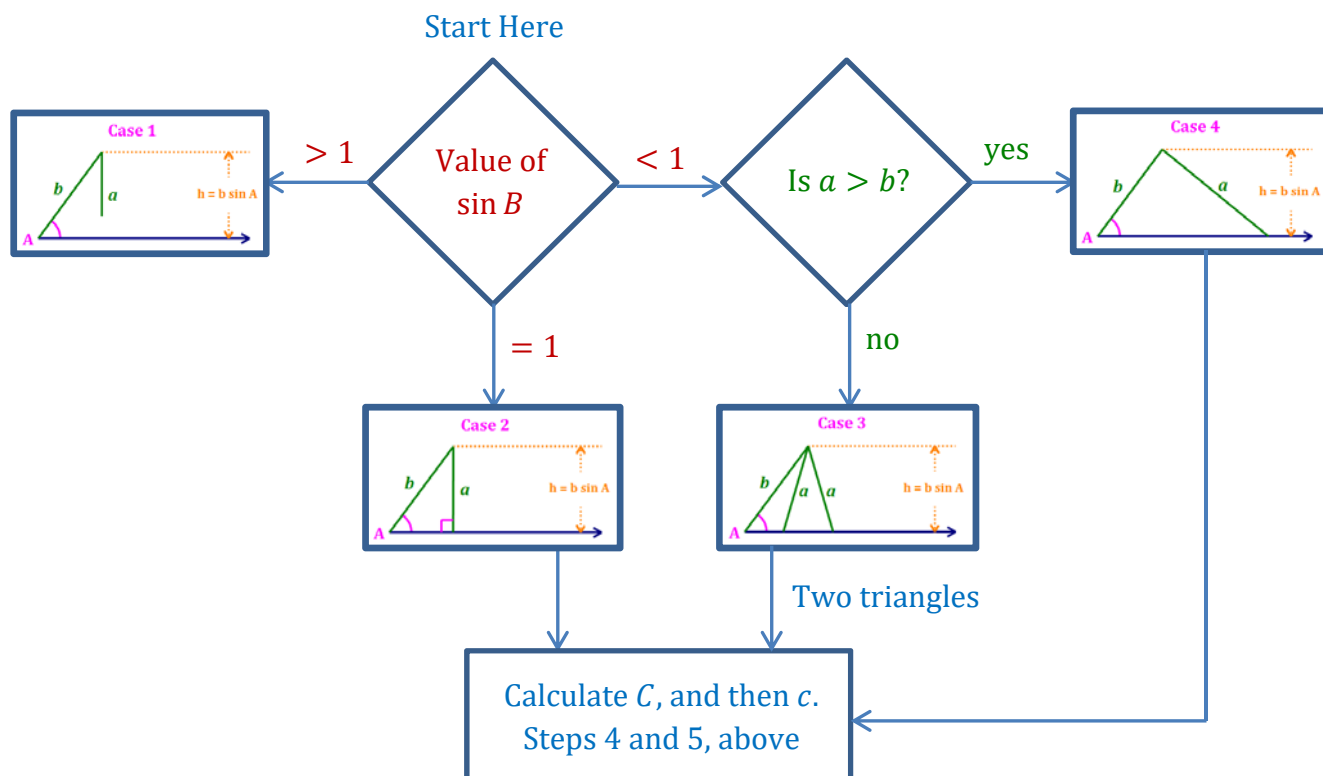 Start Here
Case 1
b
a
h = b sin A
A
> 1
Value of
sin B
< 1
Is a > b?
yes
Case 4
b
a
h = b sin A
A
= 1
no
Case 2
b
a
h = b sin A
A
Case 3
b
a
a
h = b sin A
A
Two triangles
Calculate C, and then c.
Steps 4 and 5, above